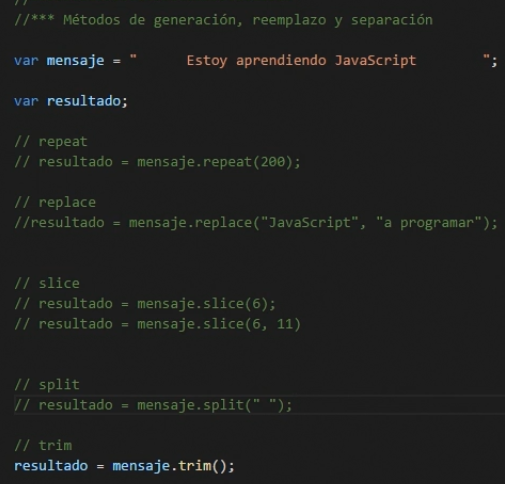 //
//*** Métodos de generación, reemplazo y separación
var mensaje = "      Estoy aprendiendo JavaScript        ";
var resultado;
// repeat
// resultado = mensaje.repeat(200);
// replace
//resultado = mensaje.replace("JavaScript", "a programar");
// slice
// resultado = mensaje.slice(6);
// resultado = mensaje.slice(6, 11)
// split
// resultado = mensaje.split(" ");
// trim
resultado = mensaje.trim();